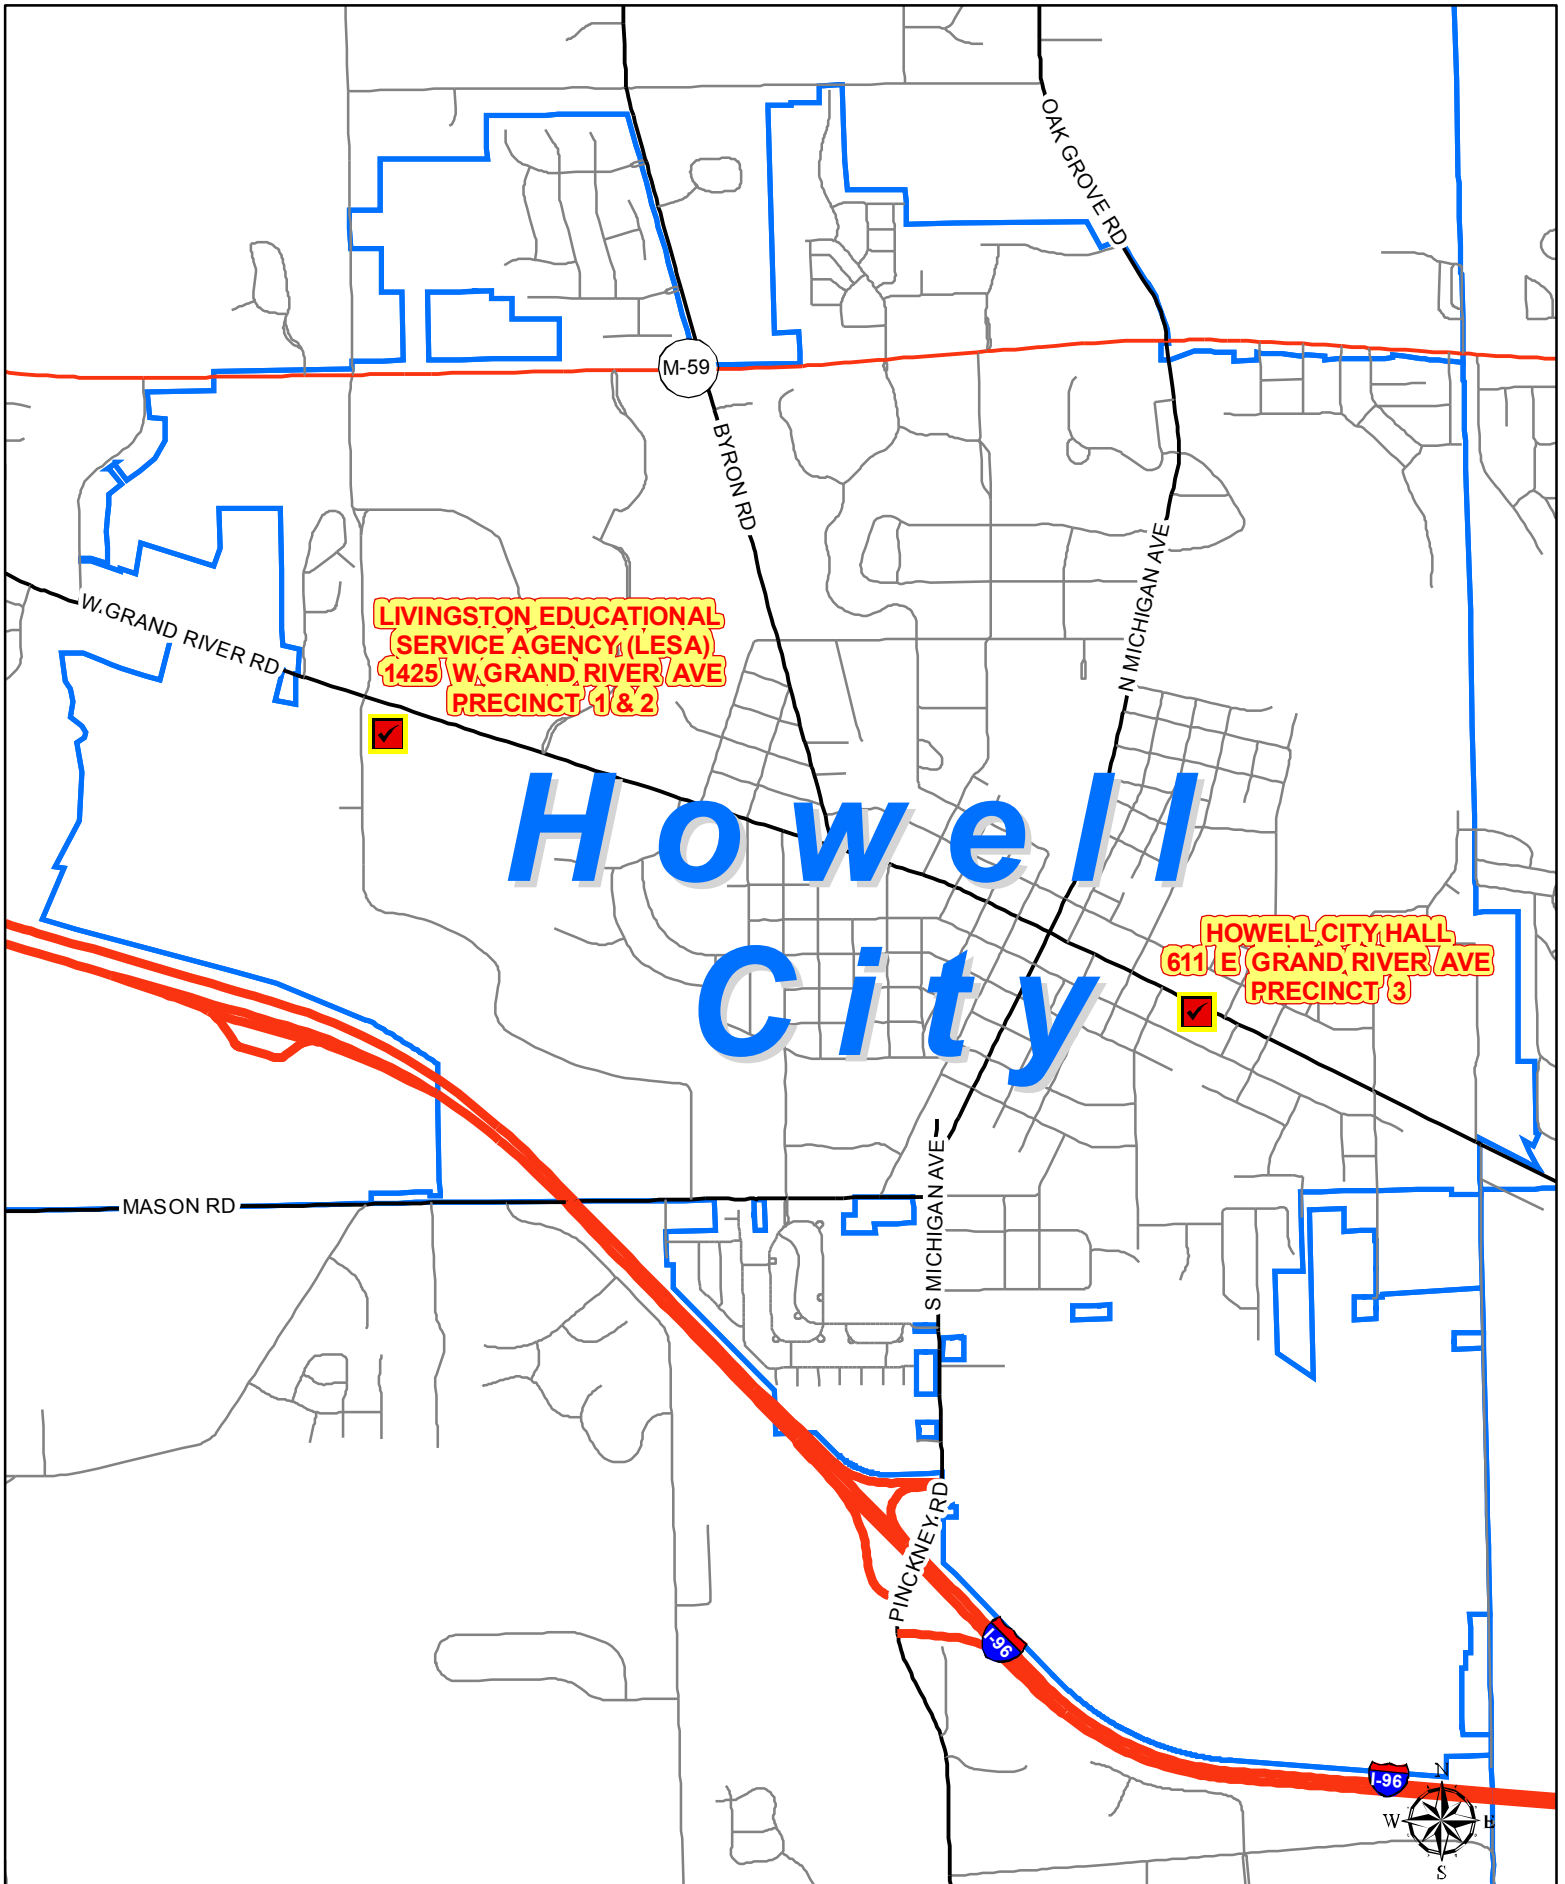 OAK GROVE RD
M-59
BYRON RD
N MICHIGAN AVE
W. GRAND RIVER RD
LIVINGSTON EDUCATIONAL
SERVICE AGENCY (LESA)
1425 W GRAND RIVER AVE
PRECINCT 1 & 2
Howell
City
HOWELL CITY HALL
611 E GRAND RIVER AVE
PRECINCT 3
MASON RD
S MICHIGAN AVE
PINCKNEY RD
I-96
I-96
N
W E
S